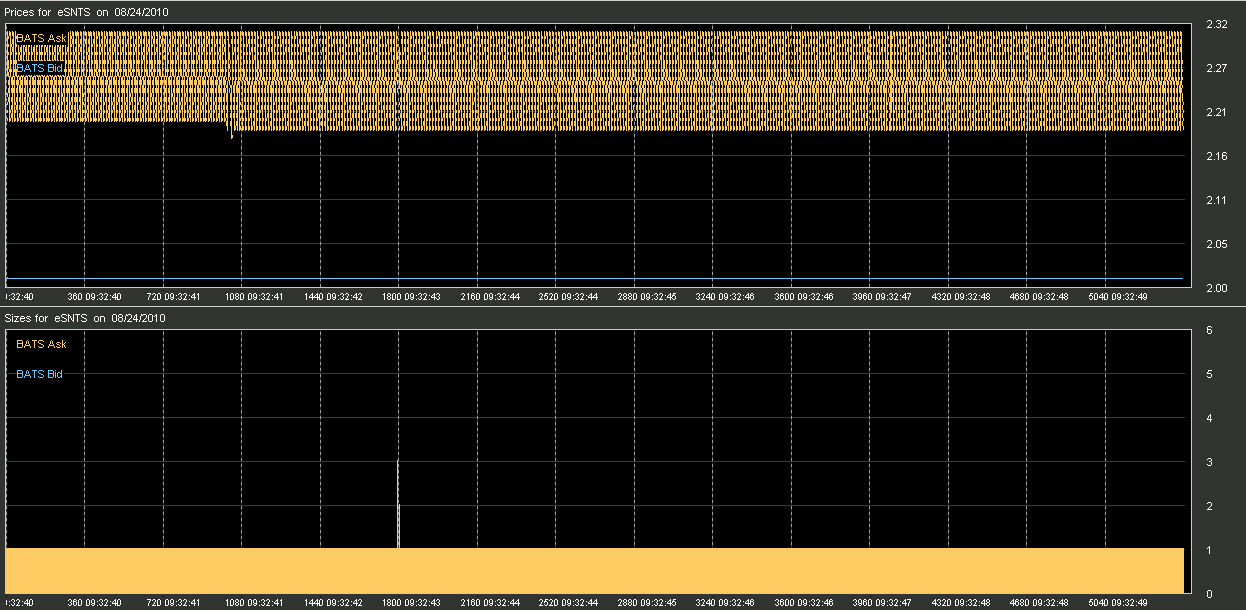 Prices for eSNTS on 08/24/2010
BATS Ask
BATS Bid
2.32
2.27
2.21
2.16
2.11
2.05
2.00
1:32:40 360 09:32:40 720 09:32:41 1080 09:32:41 1440 09:32:42 1800 09:32:43 2160 09:32:44 2520 09:32:44 2880 09:32:45 3240 09:32:46 3600 09:32:46 3960 09:32:47 4320 09:32:48 4680 09:32:48 5040 09:32:49
Sizes for eSNTS on 08/24/2010
BATS Ask
BATS Bid
6
5
4
3
2
1
0
1:32:40 360 09:32:40 720 09:32:41 1080 09:32:41 1440 09:32:42 1800 09:32:43 2160 09:32:44 2520 09:32:44 2880 09:32:45 3240 09:32:46 3600 09:32:46 3960 09:32:47 4320 09:32:48 4680 09:32:48 5040 09:32:49